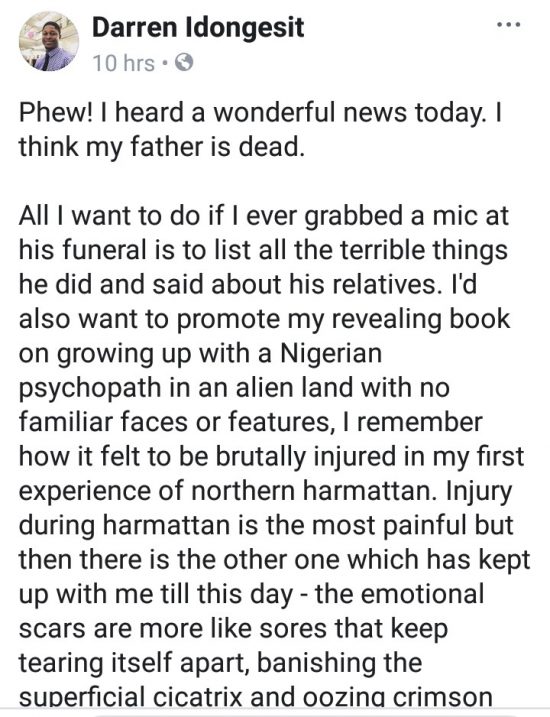 Darren Idongesit
10 hrs •
Phew! I heard a wonderful news today. I
think my father is dead.
All I want to do if I ever grabbed a mic at
his funeral is to list all the terrible things
he did and said about his relatives. I'd
also want to promote my revealing book
on growing up with a Nigerian
psychopath in an alien land with no
familiar faces or features, I remember
how it felt to be brutally injured in my first
experience of northern harmattan. Injury
during harmattan is the most painful but
then there is the other one which has kept
up with me till this day - the emotional
scars are more like sores that keep
tearing itself apart, banishing the
superficial cicatrix and oozing crimson